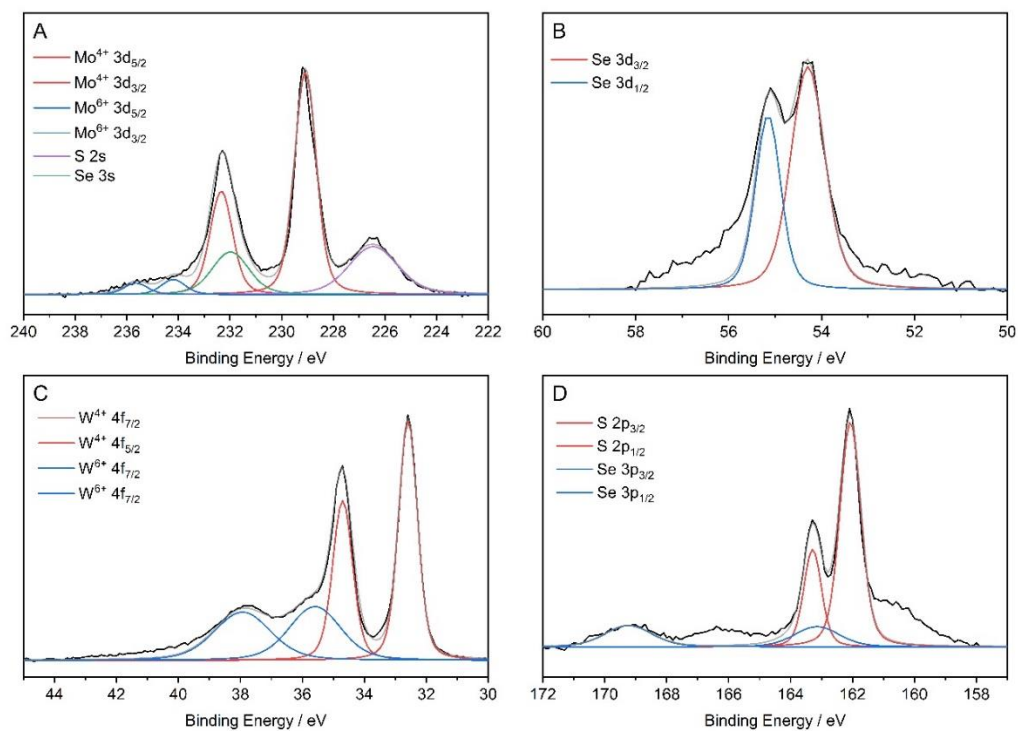 A
Mo⁴⁺ 3d₅/₂
Mo⁴⁺ 3d₃/₂
Mo⁶⁺ 3d₅/₂
Mo⁶⁺ 3d₃/₂
S 2s
Se 3s
240 238 236 234 232 230 228 226 224 222
Binding Energy / eV
B
Se 3d₃/₂
Se 3d₁/₂
60 58 56 54 52 50
Binding Energy / eV
C
W⁴⁺ 4f₇/₂
W⁴⁺ 4f₅/₂
W⁶⁺ 4f₇/₂
W⁶⁺ 4f₇/₂
44 42 40 38 36 34 32 30
Binding Energy / eV
D
S 2p₃/₂
S 2p₁/₂
Se 3p₃/₂
Se 3p₁/₂
172 170 168 166 164 162 160 158
Binding Energy / eV